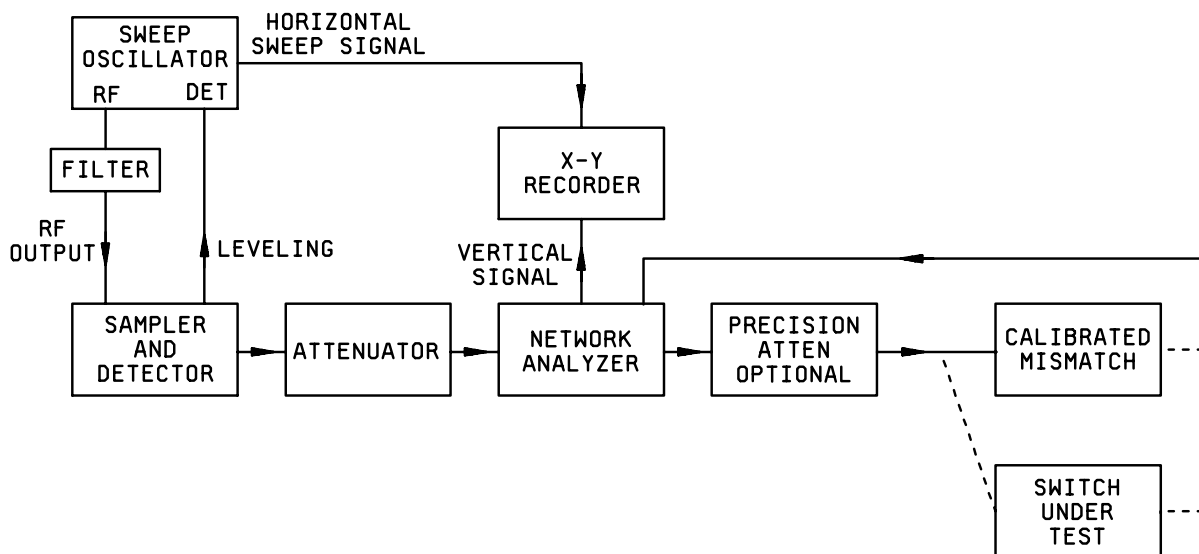 SWEEP
OSCILLATOR
RF DET
HORIZONTAL
SWEEP SIGNAL
FILTER
X-Y
RECORDER
RF
OUTPUT
LEVELING
VERTICAL
SIGNAL
SAMPLER
AND
DETECTOR
ATTENUATOR
NETWORK
ANALYZER
PRECISION
ATTEN
OPTIONAL
CALIBRATED
MISMATCH
SWITCH
UNDER
TEST